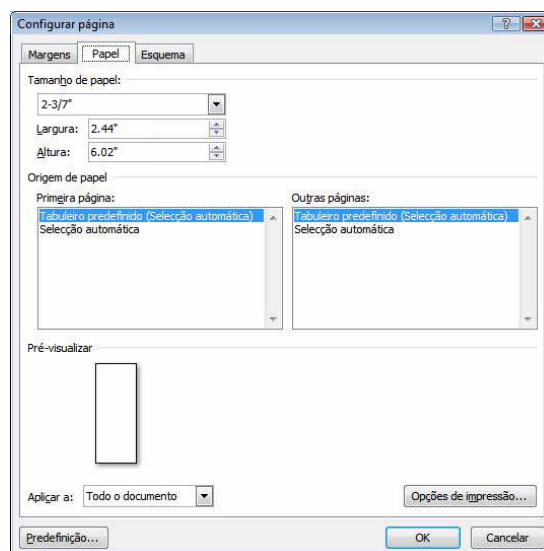 Configurar página
Margens Papel Esquema
Tamanho de papel:
2-3/7"
Largura: 2.44"
Altura: 6.02"
Origem de papel
Primeira página: Outras páginas:
Tabuleiro predefinido (Selecção automática) Tabuleiro predefinido (Selecção automática)
Selecção automática Selecção automática
Pré-visualizar
Aplicar a: Todo o documento Opções de impressão...
Predefinição... OK Cancelar